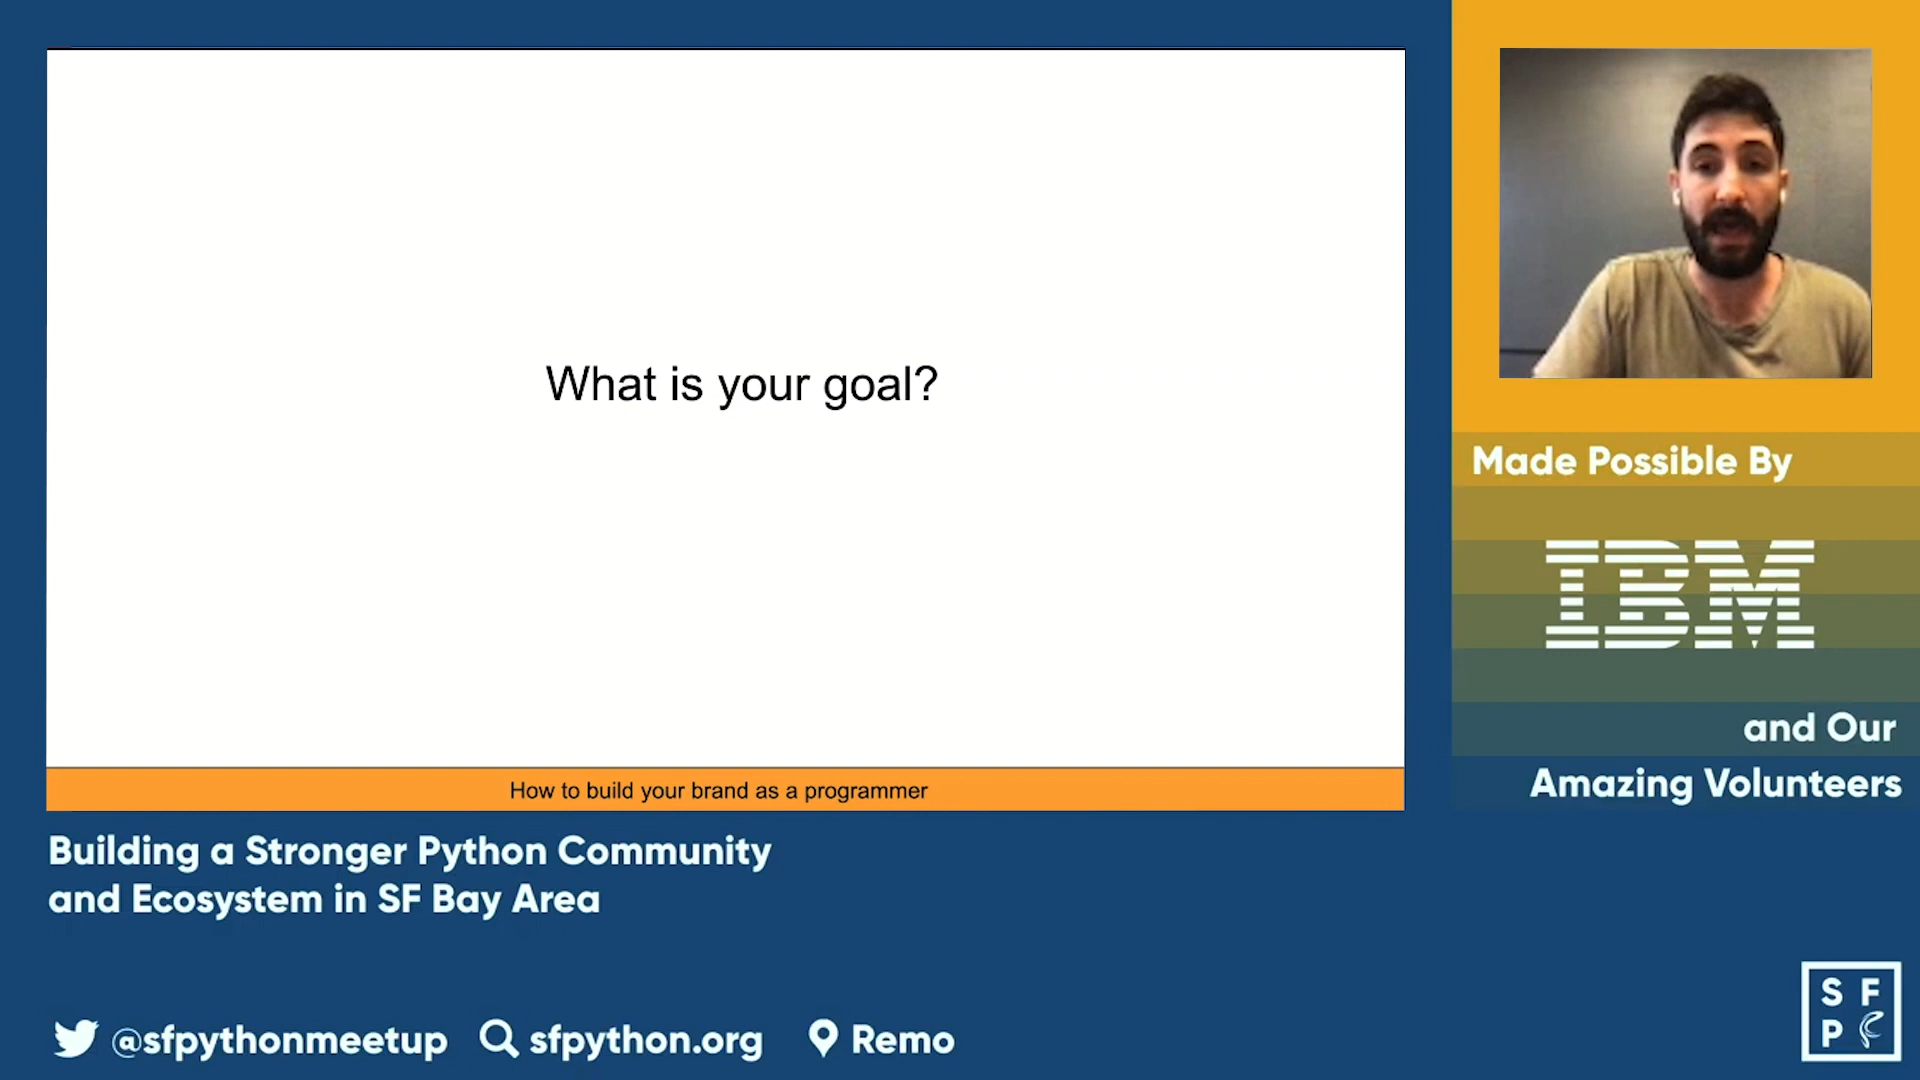 What is your goal?
How to build your brand as a programmer
Made Possible By
IBM
and Our
Amazing Volunteers
Building a Stronger Python Community
and Ecosystem in SF Bay Area
@sfpythonmeetup
sfpython.org
Remo
S F
P